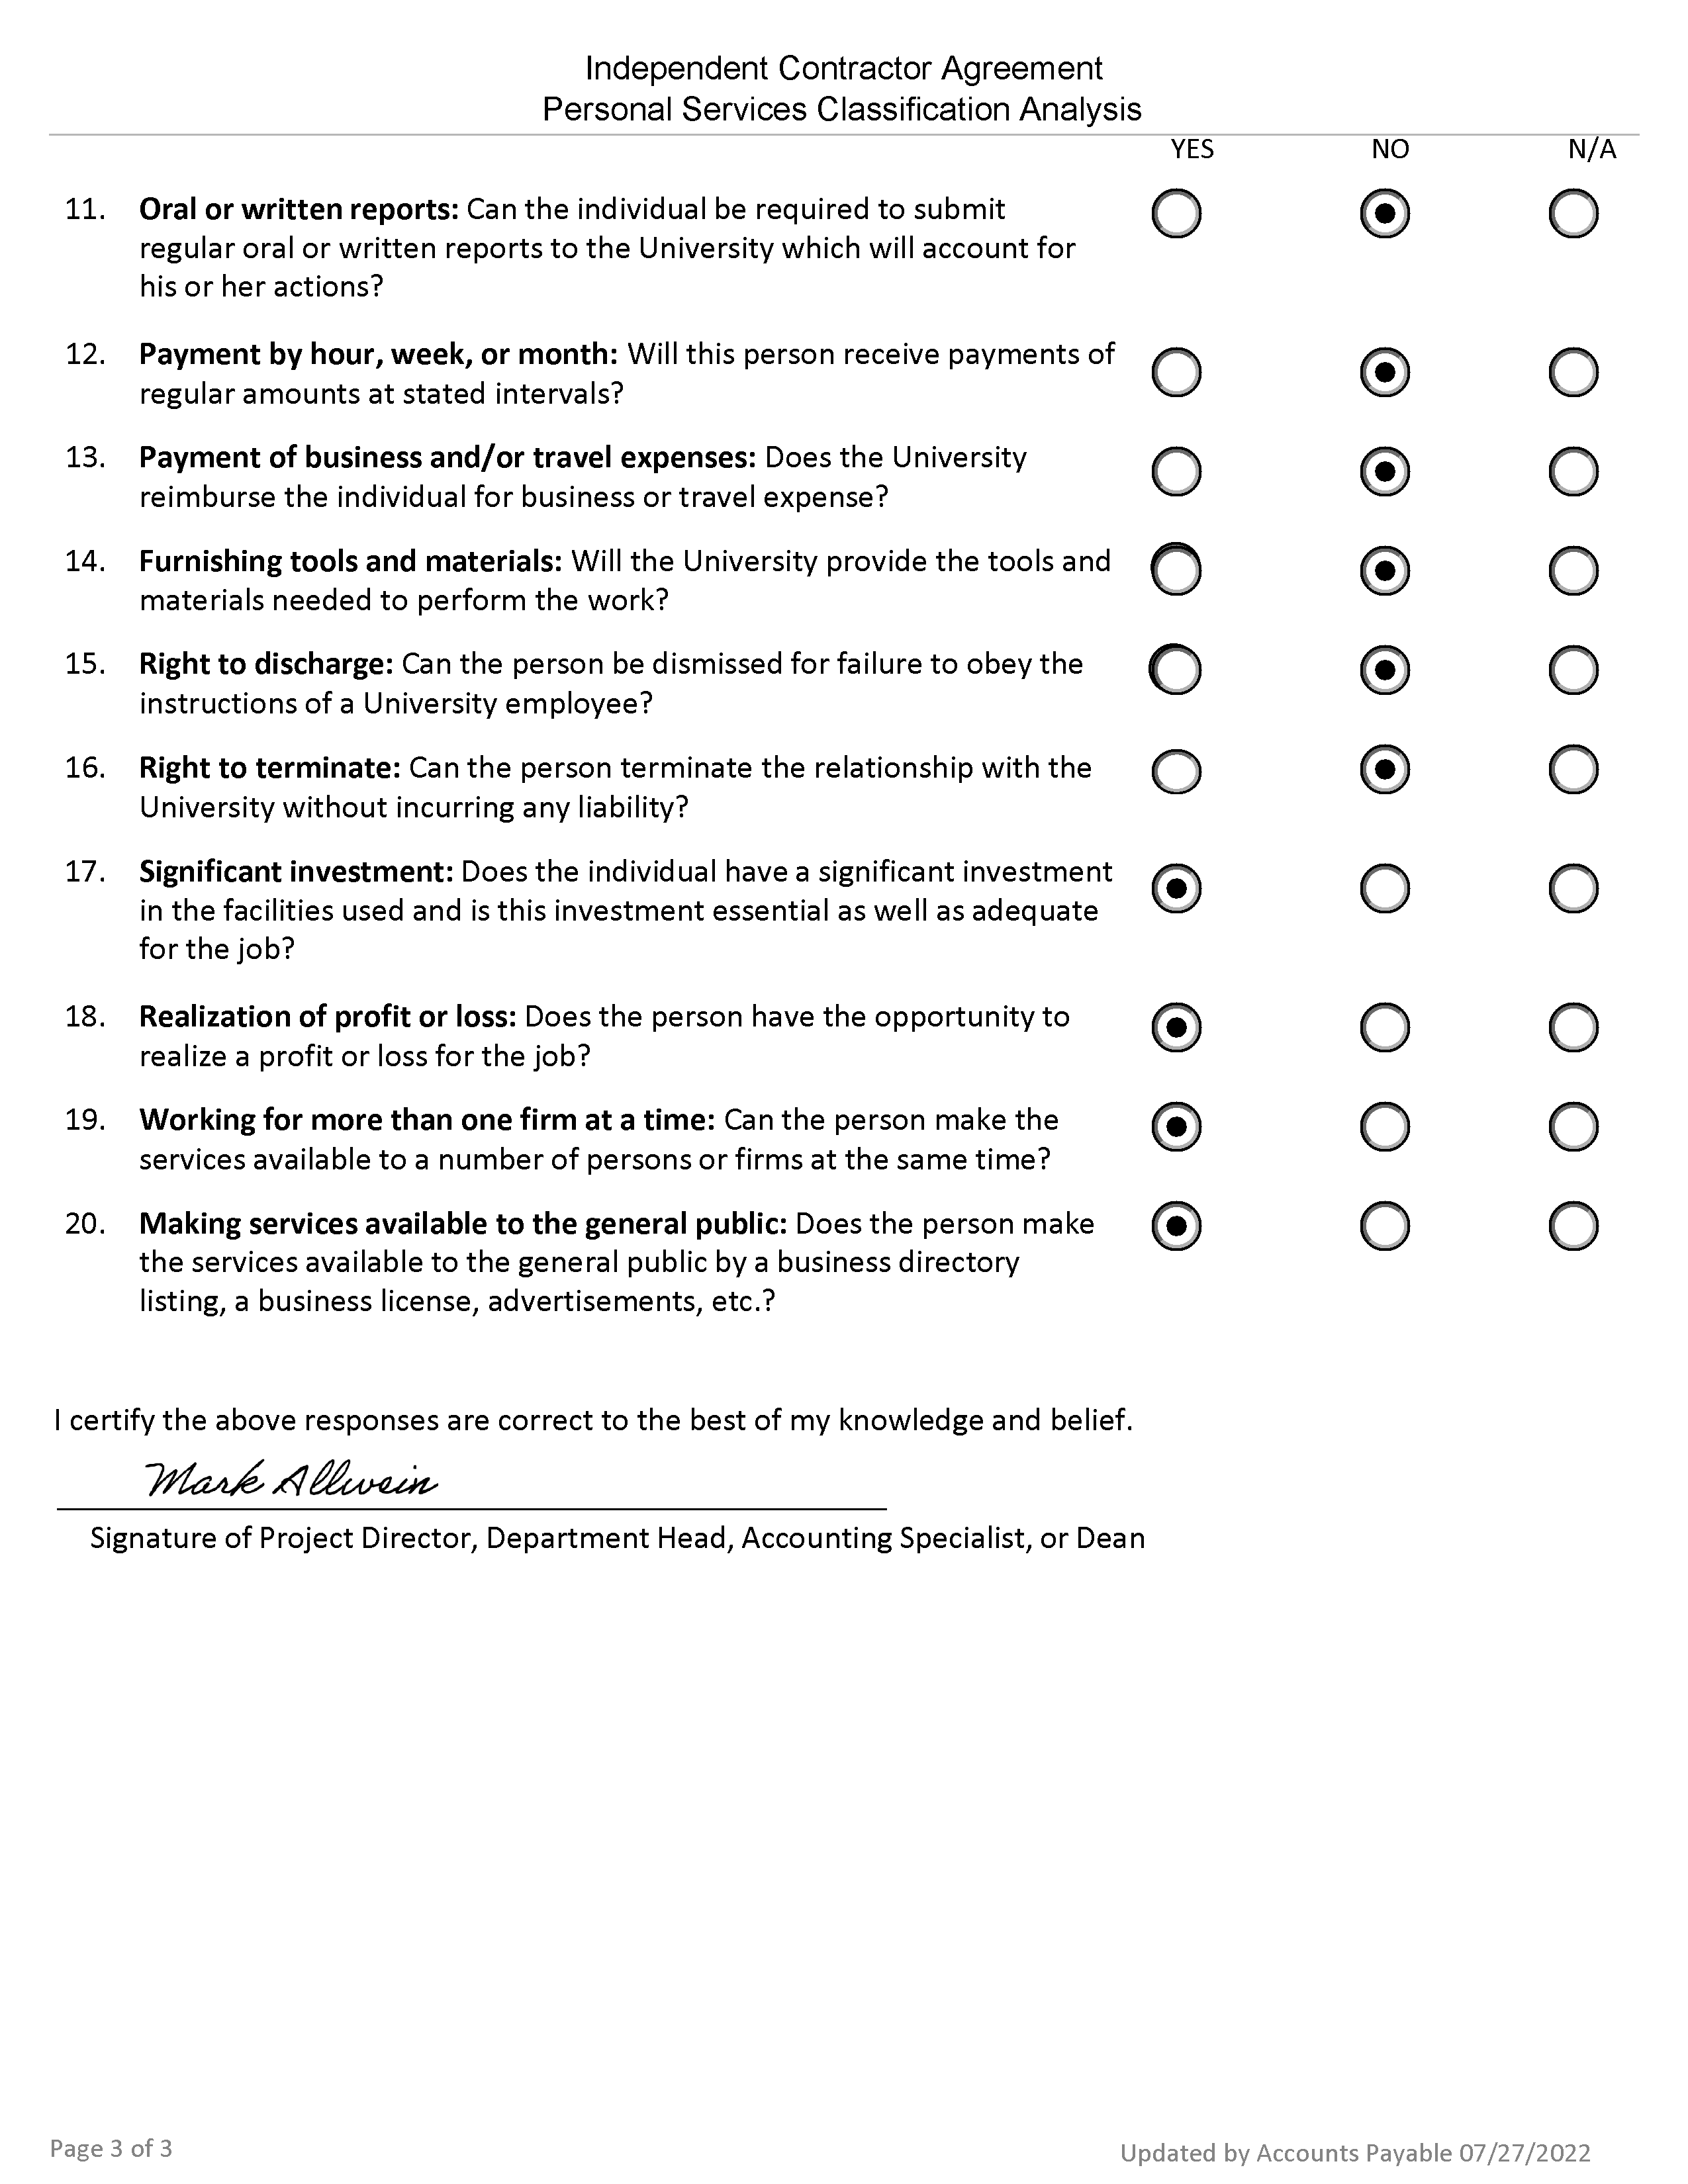 Independent Contractor Agreement
Personal Services Classification Analysis
YES NO N/A
11. Oral or written reports: Can the individual be required to submit
regular oral or written reports to the University which will account for
his or her actions?
12. Payment by hour, week, or month: Will this person receive payments of
regular amounts at stated intervals?
13. Payment of business and/or travel expenses: Does the University
reimburse the individual for business or travel expense?
14. Furnishing tools and materials: Will the University provide the tools and
materials needed to perform the work?
15. Right to discharge: Can the person be dismissed for failure to obey the
instructions of a University employee?
16. Right to terminate: Can the person terminate the relationship with the
University without incurring any liability?
17. Significant investment: Does the individual have a significant investment
in the facilities used and is this investment essential as well as adequate
for the job?
18. Realization of profit or loss: Does the person have the opportunity to
realize a profit or loss for the job?
19. Working for more than one firm at a time: Can the person make the
services available to a number of persons or firms at the same time?
20. Making services available to the general public: Does the person make
the services available to the general public by a business directory
listing, a business license, advertisements, etc.?
I certify the above responses are correct to the best of my knowledge and belief.
Mark Allwein
Signature of Project Director, Department Head, Accounting Specialist, or Dean
Page 3 of 3
Updated by Accounts Payable 07/27/2022